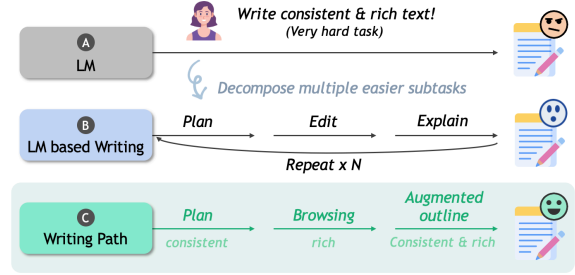 Write consistent & rich text!
(Very hard task)
A
LM
Decompose multiple easier subtasks
B
LM based Writing
Plan
Edit
Explain
Repeat x N
C
Writing Path
Plan
consistent
Browsing
rich
Augmented
outline
Consistent & rich